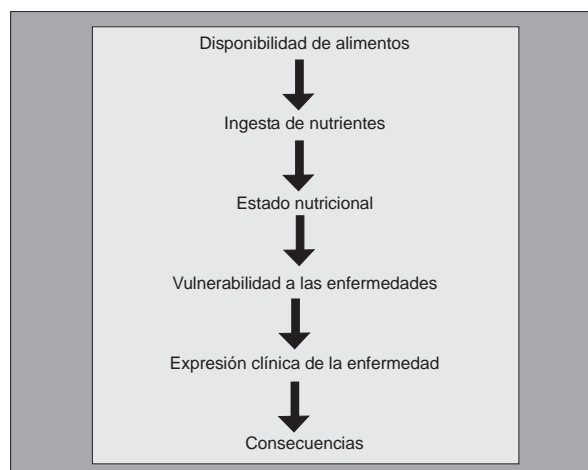 Disponibilidad de alimentos
Ingesta de nutrientes
Estado nutricional
Vulnerabilidad a las enfermedades
Expresión clínica de la enfermedad
Consecuencias